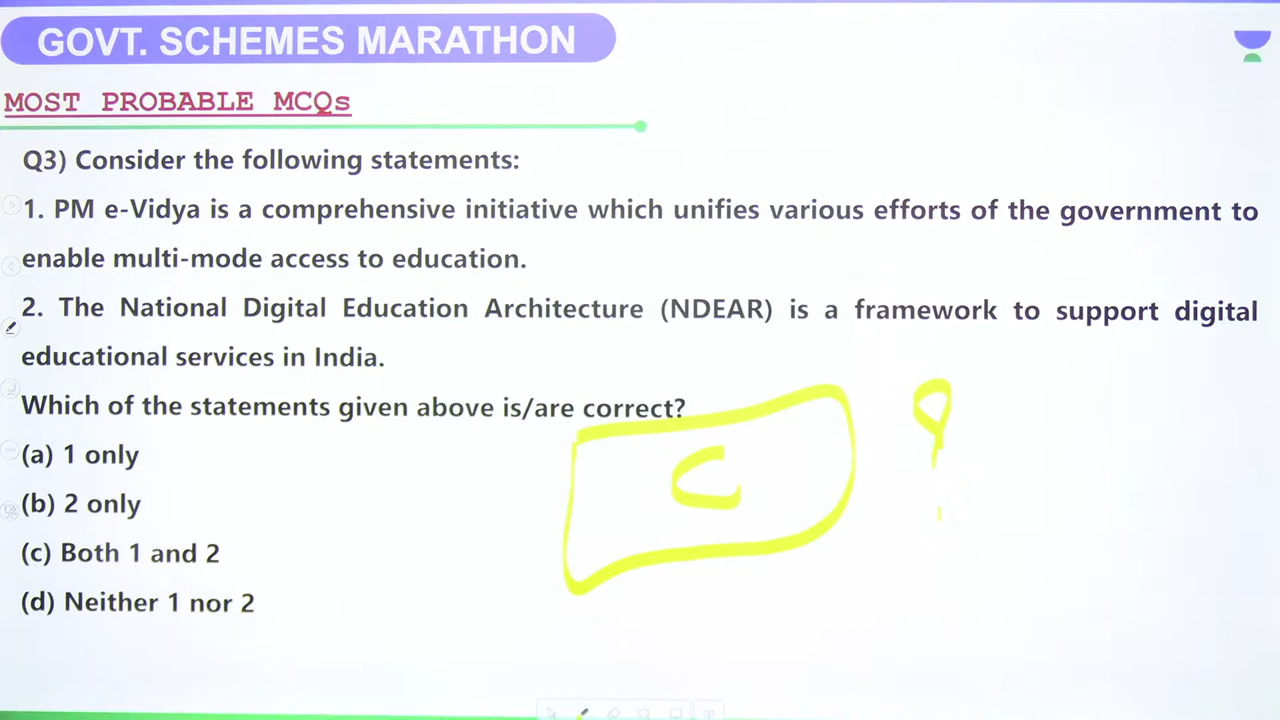 GOVT. SCHEMES MARATHON
MOST PROBABLE MCQs
Q3) Consider the following statements:
1. PM e-Vidya is a comprehensive initiative which unifies various efforts of the government to
enable multi-mode access to education.
2. The National Digital Education Architecture (NDEAR) is a framework to support digital
educational services in India.
Which of the statements given above is/are correct?
(a) 1 only
(b) 2 only
(c) Both 1 and 2
(d) Neither 1 nor 2
C ?